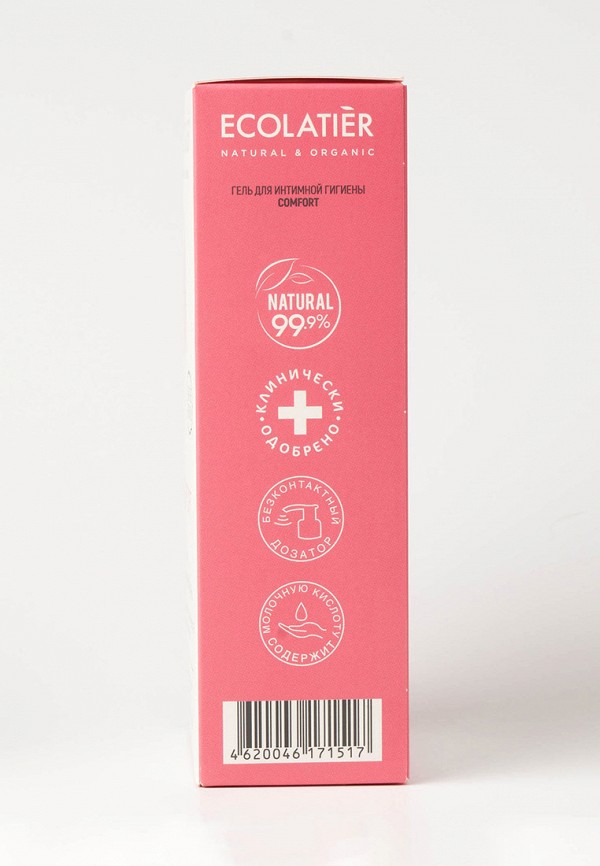 ECOLATIÈR
NATURAL & ORGANIC
ГЕЛЬ ДЛЯ ИНТИМНОЙ ГИГИЕНЫ
COMFORT
NATURAL
99.9%
• КЛИНИЧЕСКИ •
ОДОБРЕНО
БЕЗКОНТАКТНЫЙ
ДОЗАТОР
МОЛОЧНУЮ КИСЛОТУ
СОДЕРЖИТ
4 620046 171517